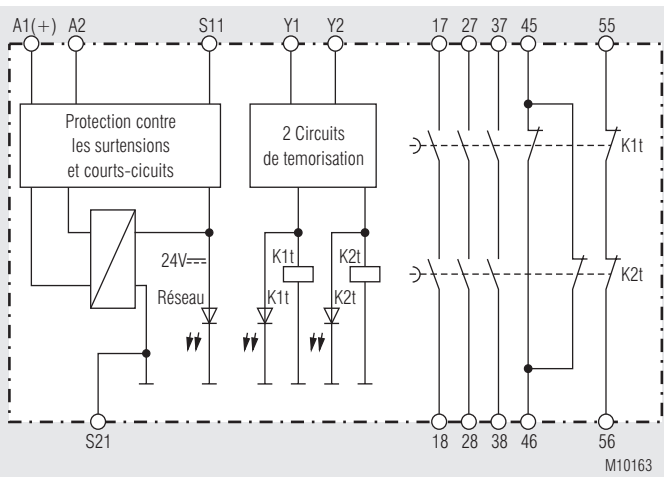 A1(+) A2 S11 Y1 Y2 17 27 37 45 55
Protection contre
les surtensions
et courts-cicuits
2 Circuits
de temorisation
K1t
24V
K1t K2t
K2t
Réseau K1t K2t
S21 18 28 38 46 56
M10163